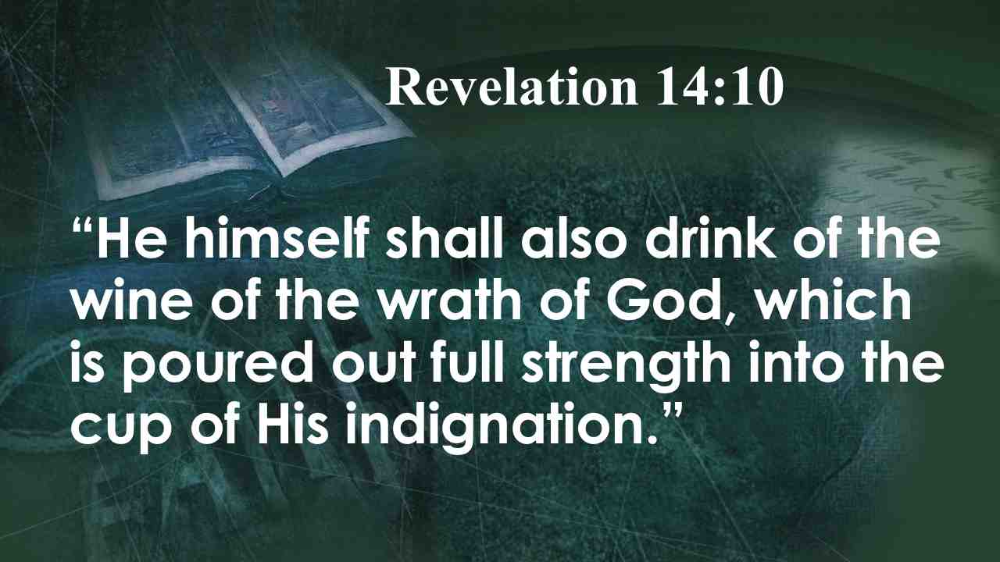 Revelation 14:10
“He himself shall also drink of the
wine of the wrath of God, which
is poured out full strength into the
cup of His indignation.”